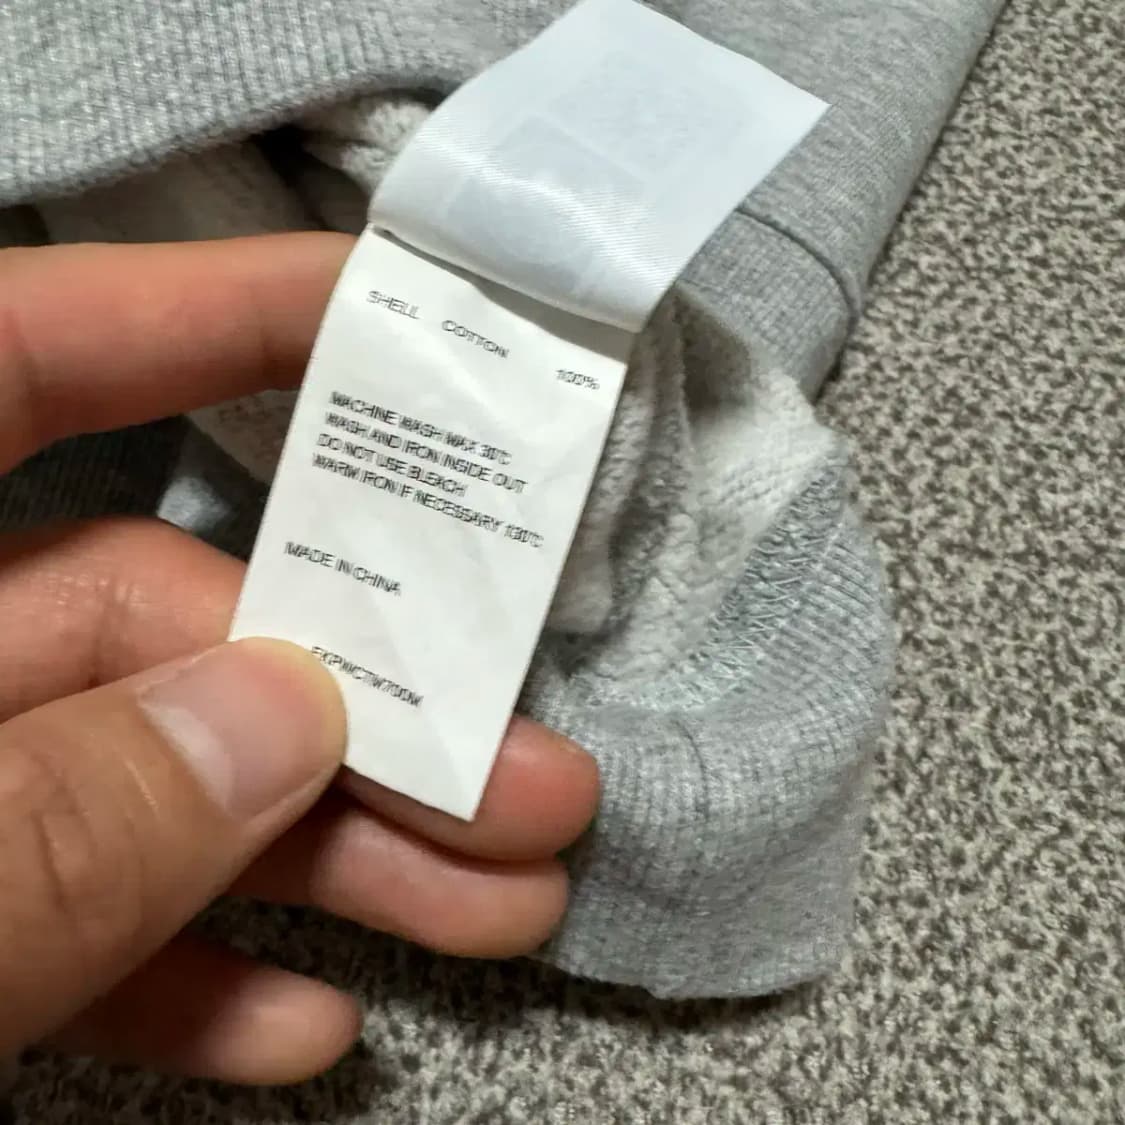 SHELL COTTON 100%
MACHINE WASH MAX 30°C
WASH AND IRON INSIDE OUT
DO NOT USE BLEACH
WARM IRON IF NECESSARY 130°C
MADE IN CHINA